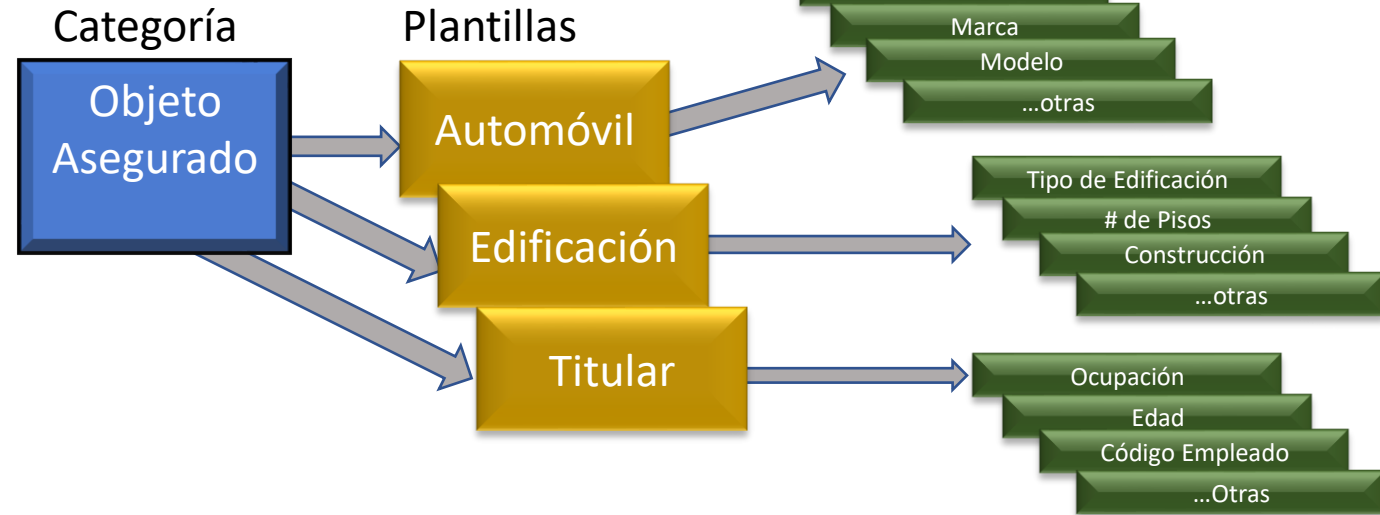 Categoría
Plantillas
Objeto
Asegurado
Automóvil
Edificación
Titular
Marca
Modelo
...otras
Tipo de Edificación
# de Pisos
Construcción
...otras
Ocupación
Edad
Código Empleado
...Otras